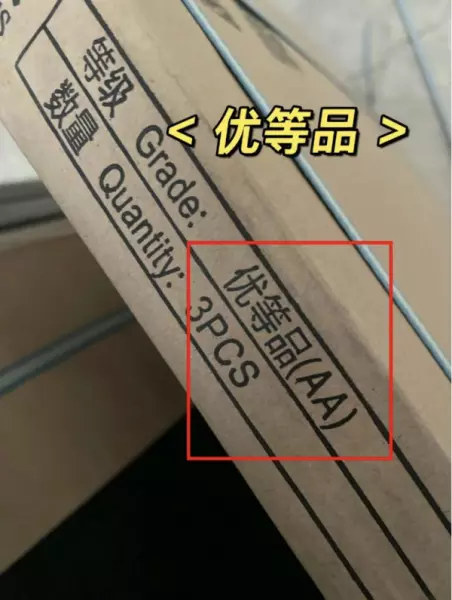 < 优等品 >
等级 Grade: 优等品(AA)
数量 Quantity: 3PCS